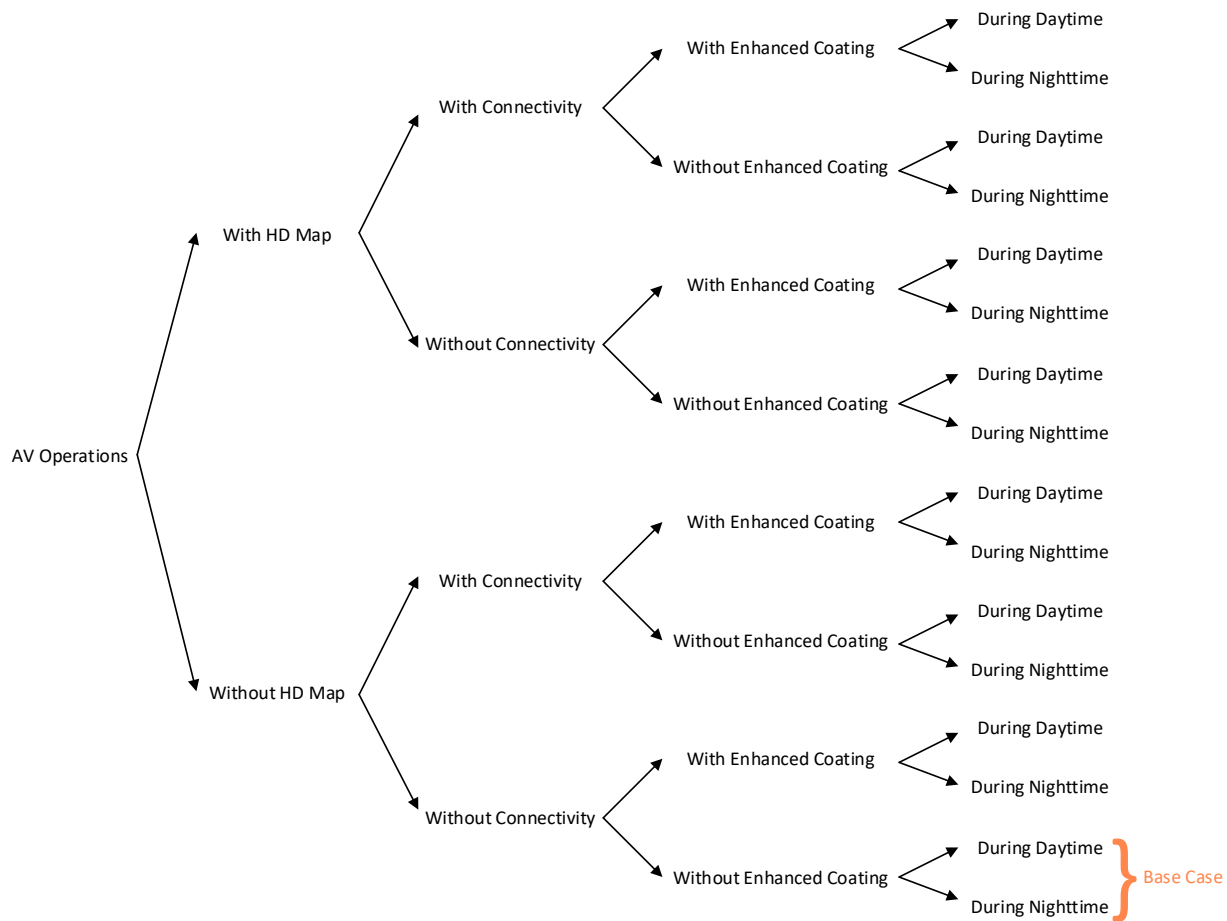 During Daytime
With Enhanced Coating
During Nighttime
With Connectivity
During Daytime
Without Enhanced Coating
During Nighttime
With HD Map
During Daytime
With Enhanced Coating
During Nighttime
Without Connectivity
During Daytime
Without Enhanced Coating
During Nighttime
AV Operations
During Daytime
With Enhanced Coating
During Nighttime
With Connectivity
During Daytime
Without Enhanced Coating
During Nighttime
Without HD Map
During Daytime
With Enhanced Coating
During Nighttime
Without Connectivity
During Daytime
Without Enhanced Coating
Base Case
During Nighttime